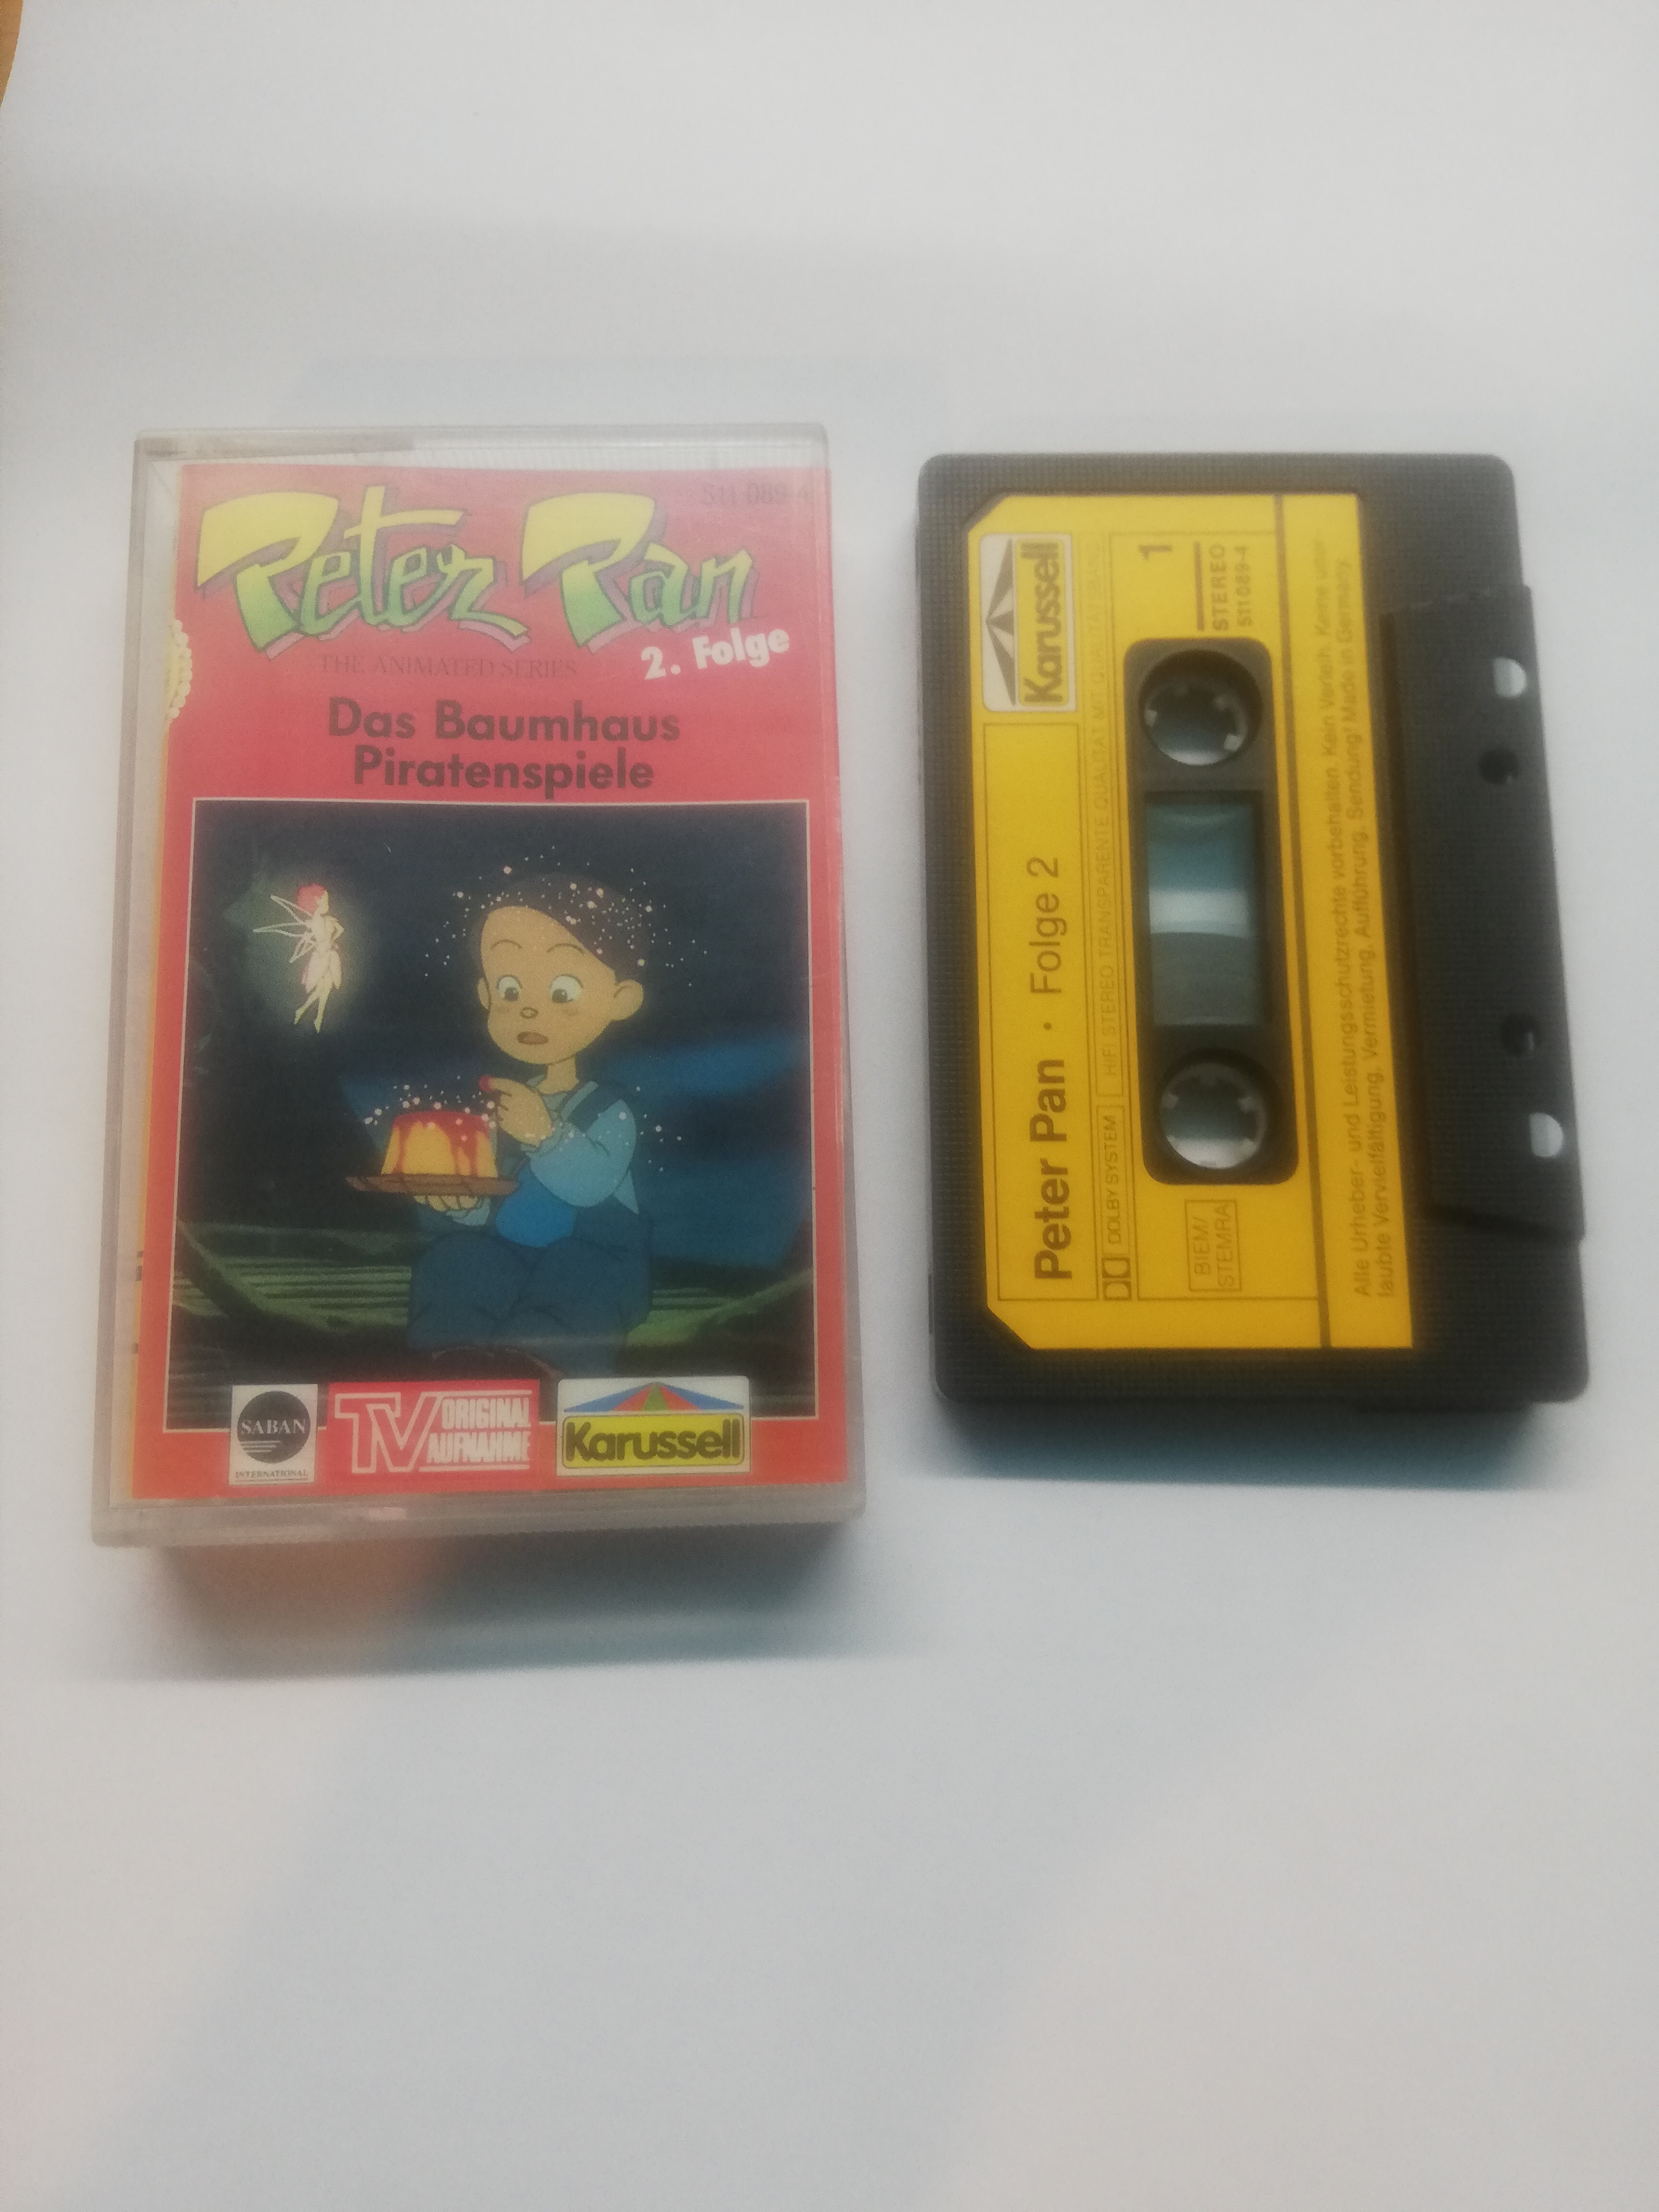 511 089-4
Peter Pan
THE ANIMATED SERIES
2. Folge
Das Baumhaus
Piratenspiele
SABAN
INTERNATIONAL
TV ORIGINAL
AUFNAHME
Karussell
Karussell
Peter Pan · Folge 2
DOLBY SYSTEM
HIFI STEREO TRANSPARENTE QUALITÄT MIT QUALITÄTSBAND
1
STEREO
511 089-4
BIEM/
STEMRA
Alle Urheber- und Leistungsschutzrechte vorbehalten. Kein Verleih. Keine uner-
laubte Vervielfältigung, Vermietung, Aufführung, Sendung! Made in Germany.